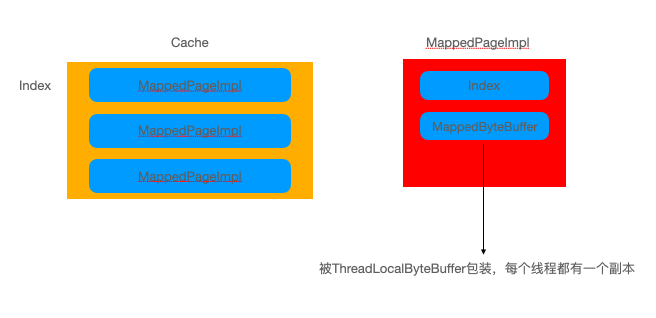 Cache
MappedPageImpl
Index
MappedPageImpl
MappedPageImpl
MappedPageImpl
Index
MappedByteBuffer
被ThreadLocalByteBuffer包装，每个线程都有一个副本